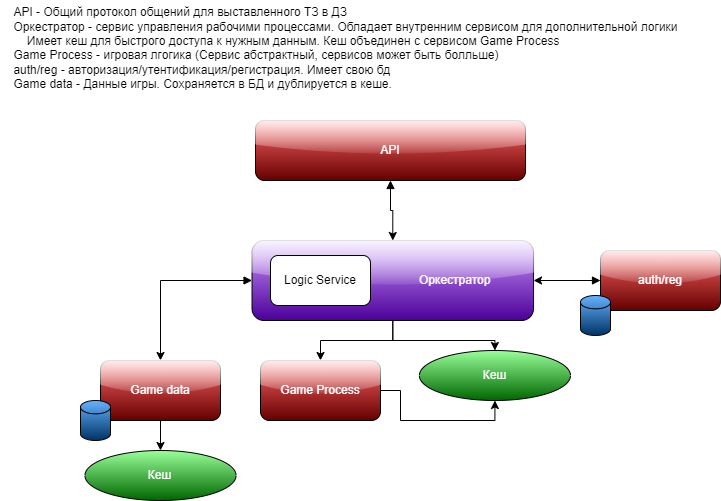 API - Общий протокол общений для выставленного ТЗ в ДЗ
Оркестратор - сервис управления рабочими процессами. Обладает внутренним сервисом для дополнительной логики
Имеет кеш для быстрого доступа к нужным данным. Кеш объединен с сервисом Game Process
Game Process - игровая лгогика (Сервис абстрактный, сервисов может быть болльше)
auth/reg - авторизация/утентификация/регистрация. Имеет свою бд
Game data - Данные игры. Сохраняется в БД и дублируется в кеше.
API
Logic Service
Оркестратор
auth/reg
Game data
Game Process
Кеш
Кеш